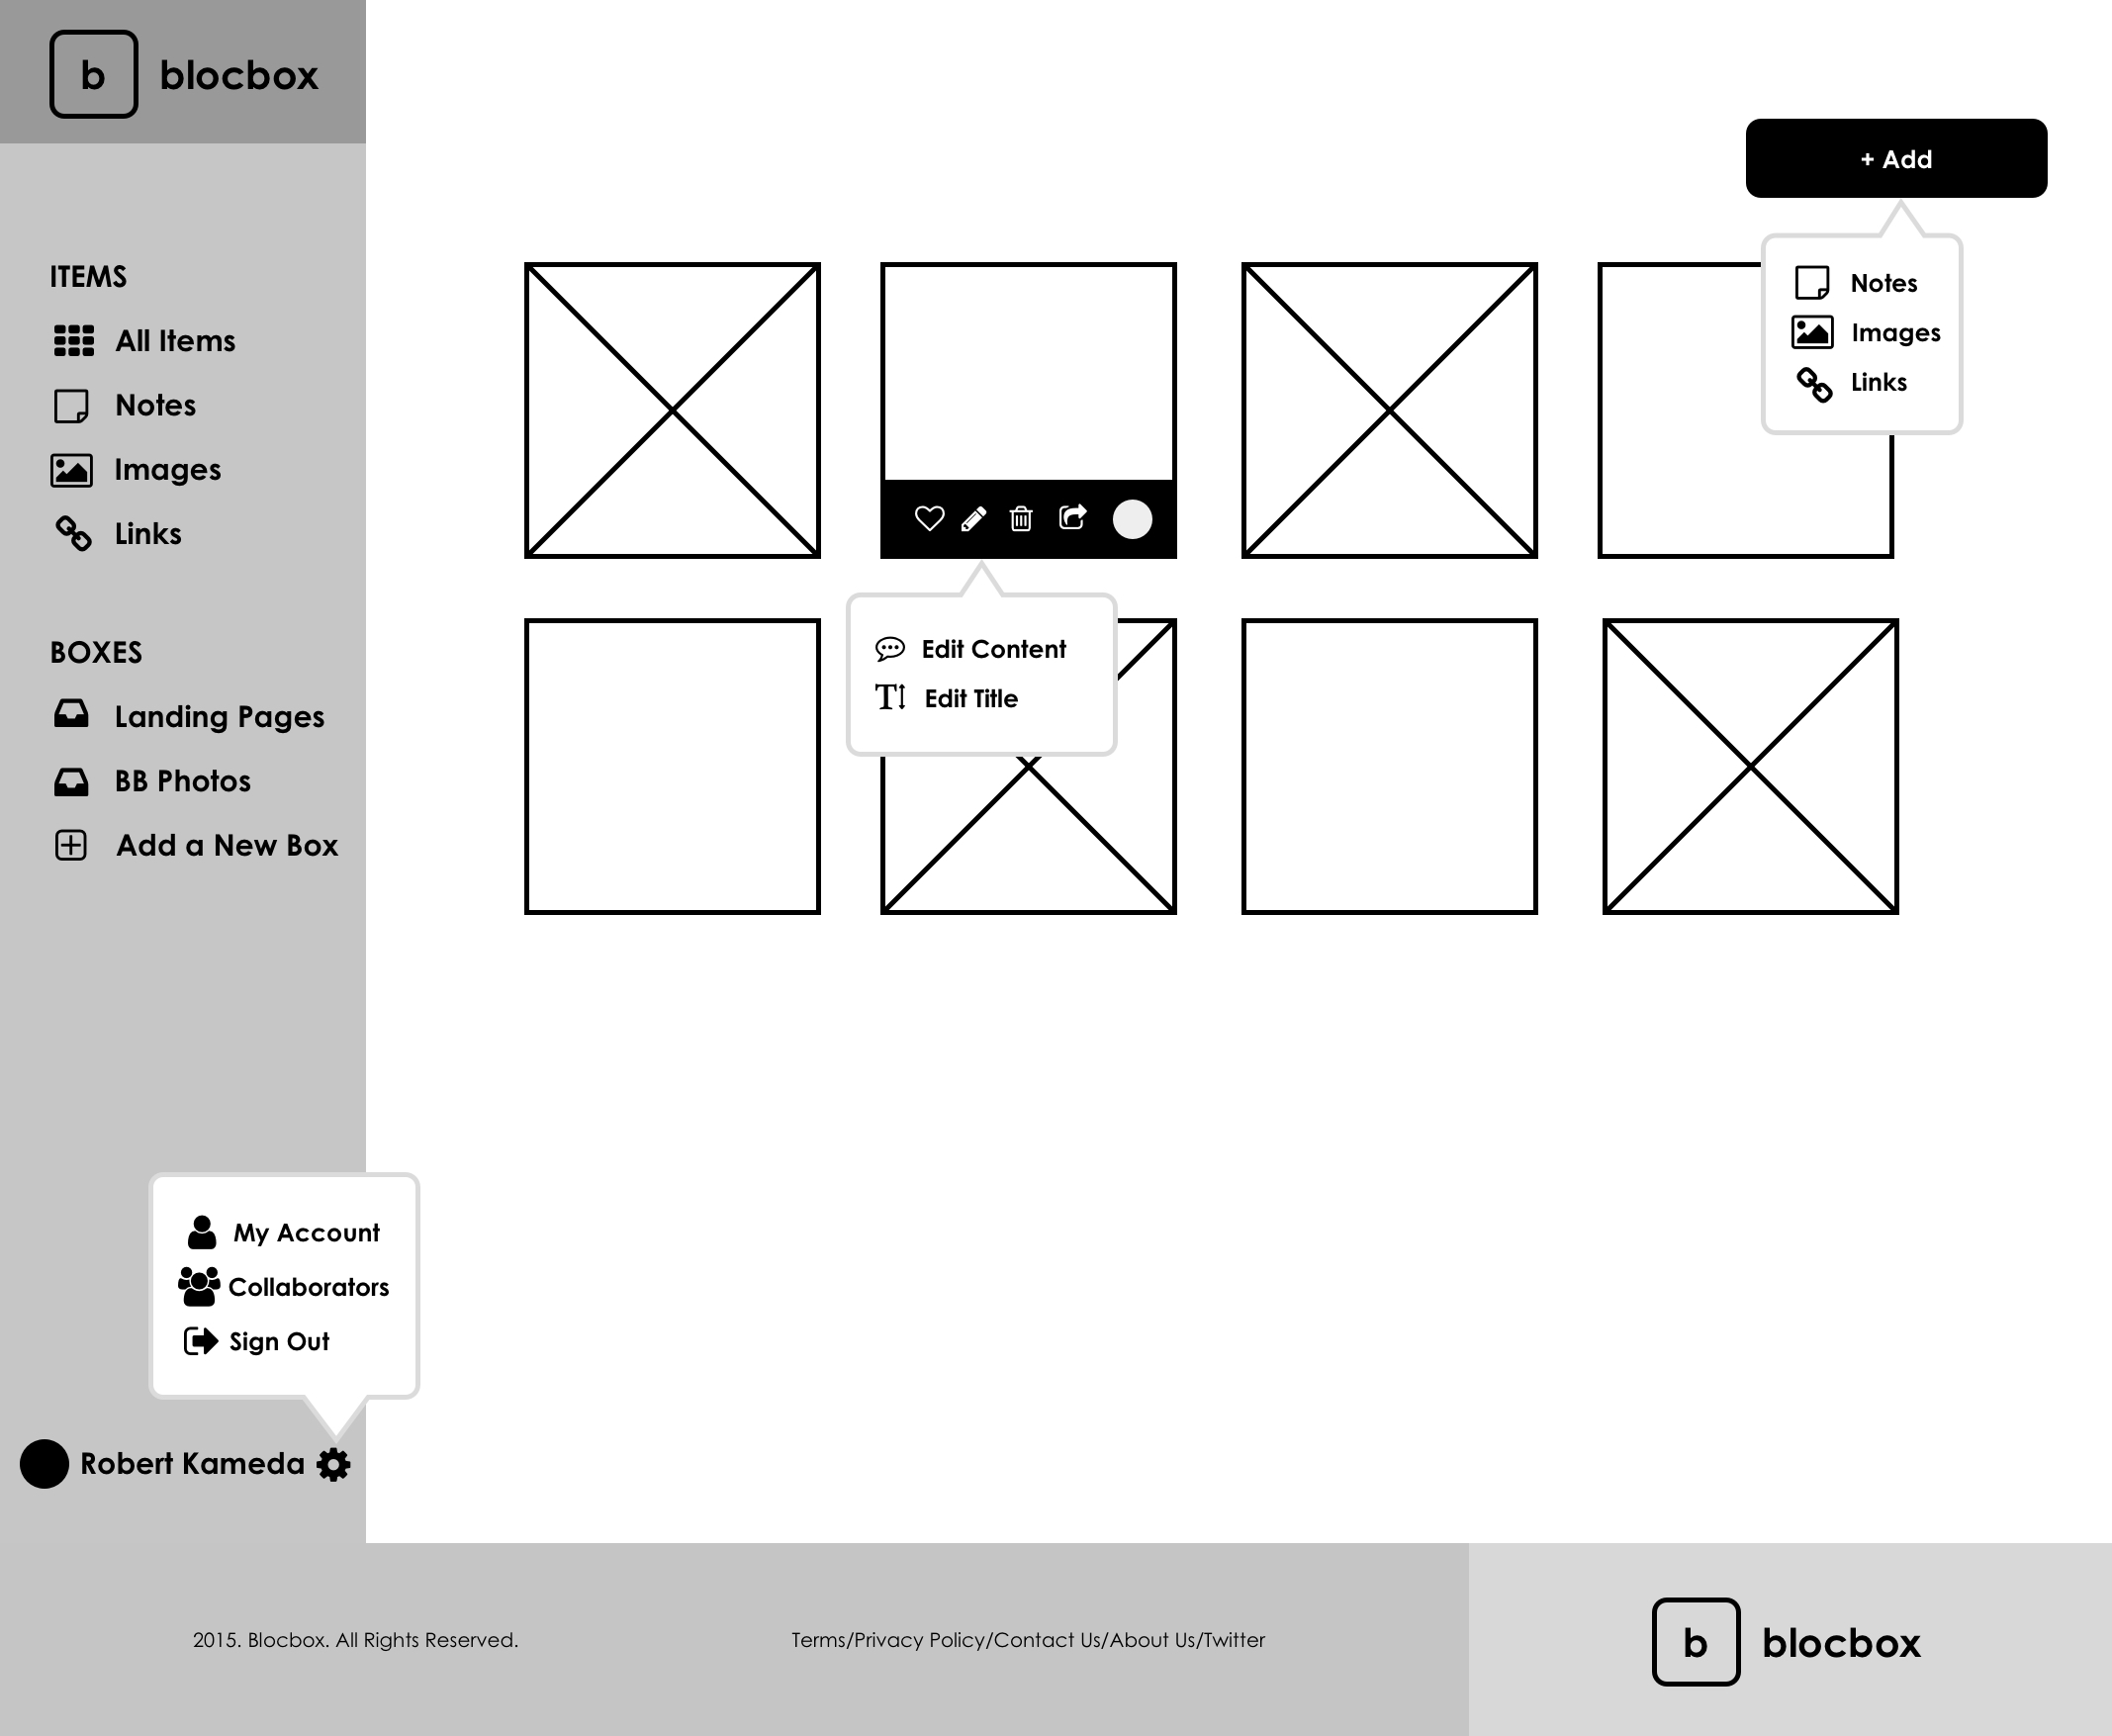 b blocbox
+ Add
Notes
Images
Links
ITEMS
All Items
Notes
Images
Links
BOXES
Landing Pages
BB Photos
Add a New Box
Edit Content
T Edit Title
My Account
Collaborators
Sign Out
Robert Kameda
2015. Blocbox. All Rights Reserved.
Terms/Privacy Policy/Contact Us/About Us/Twitter
b blocbox